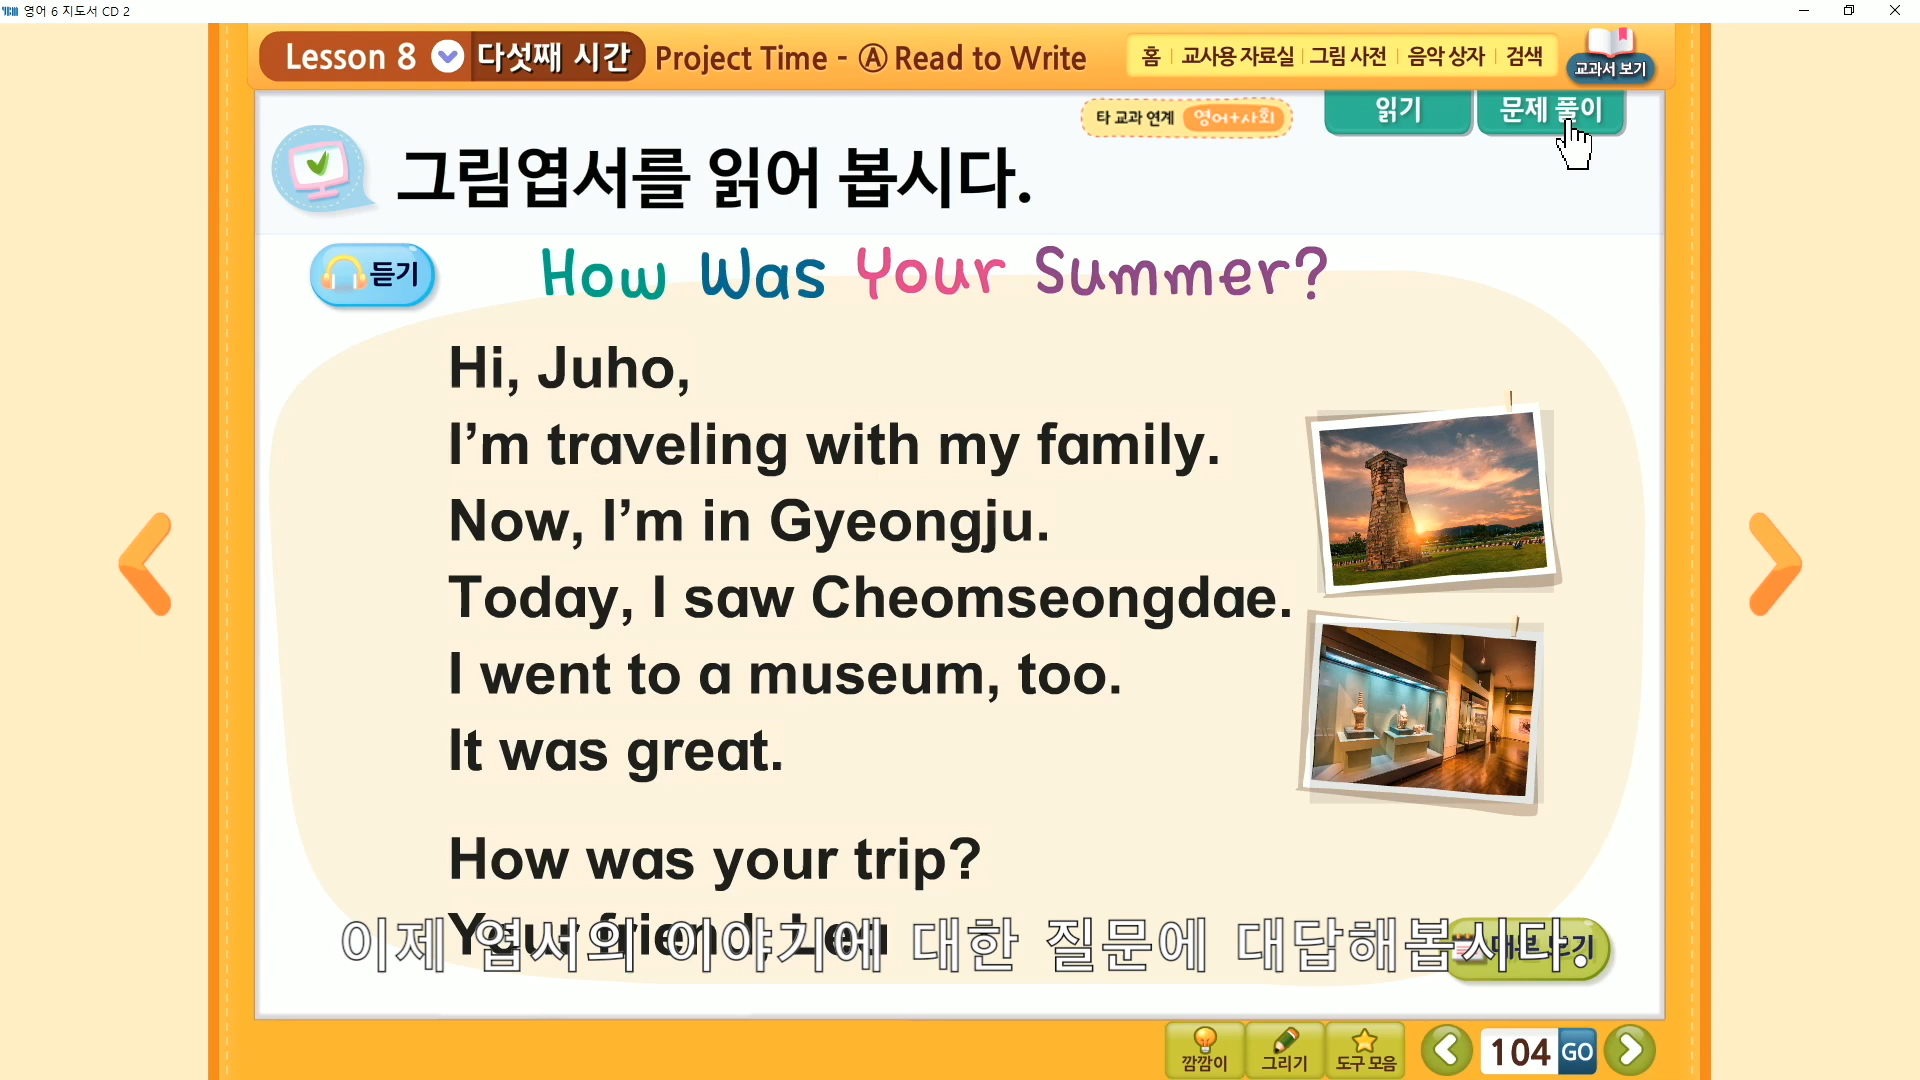 영어 6 지도서 CD 2
Lesson 8 다섯째 시간 Project Time - Ⓐ Read to Write 홈 교사용 자료실 그림 사전 음악 상자 검색 교과서 보기
타 교과 연계 영어+사회 읽기 문제 풀이
그림엽서를 읽어 봅시다.
듣기 How Was Your Summer?
Hi, Juho,
I’m traveling with my family.
Now, I’m in Gyeongju.
Today, I saw Cheomseongdae.
I went to a museum, too.
It was great.
How was your trip?
Your friend,
이제 엽서의 이야기에 대한 질문에 대답해봅시다.
깜깜이 그리기 도구 모음 104 GO